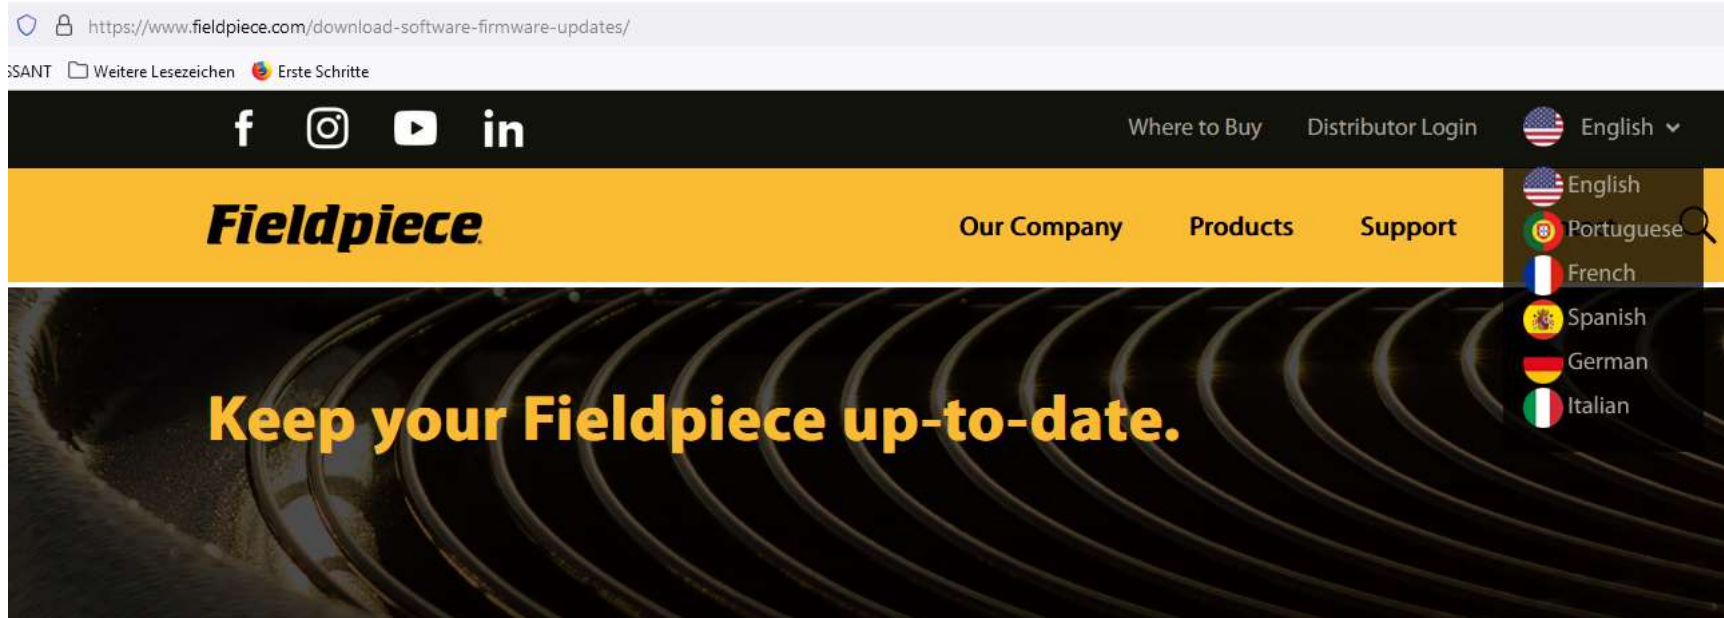 https://www.fieldpiece.com/download-software-firmware-updates/
SSANT Weitere Lesezeichen Erste Schritte
Where to Buy Distributor Login English
Fieldpiece
Our Company Products Support
English
Portuguese
French
Spanish
German
Italian
Keep your Fieldpiece up-to-date.